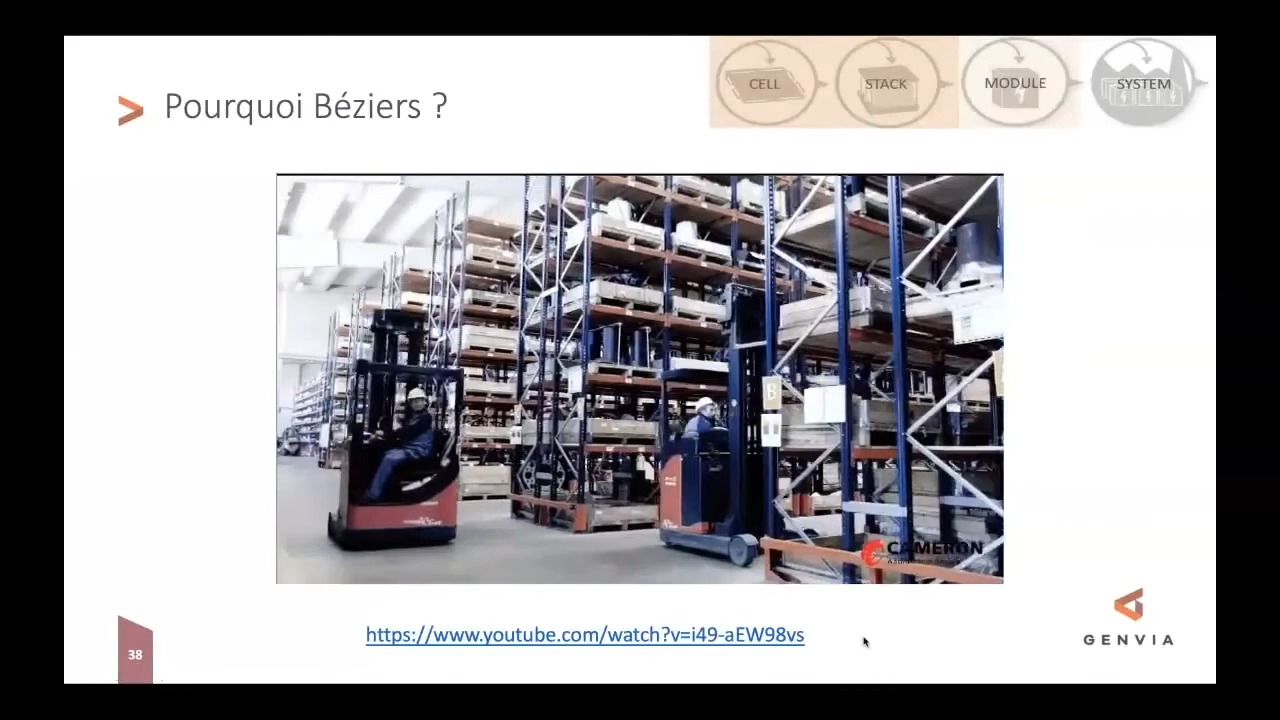 CELL
STACK
MODULE
SYSTEM
Pourquoi Béziers ?
B
CAMERON
https://www.youtube.com/watch?v=i49-aEW98vs
GENVIA
38